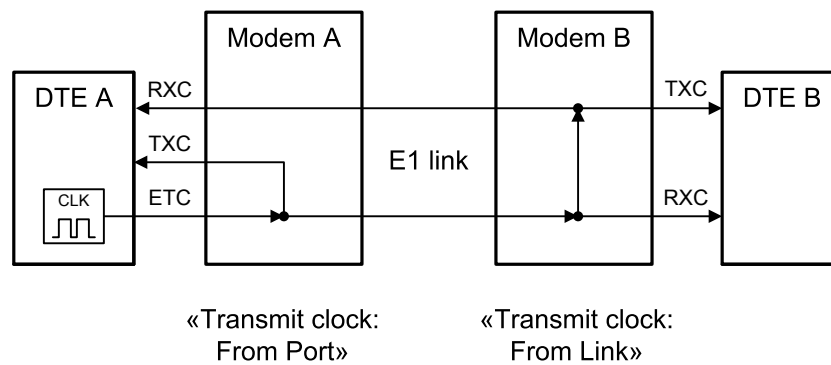 Modem A
Modem B
DTE A
RXC
TXC
DTE B
TXC
E1 link
CLK
ETC
RXC
«Transmit clock:
From Port»
«Transmit clock:
From Link»